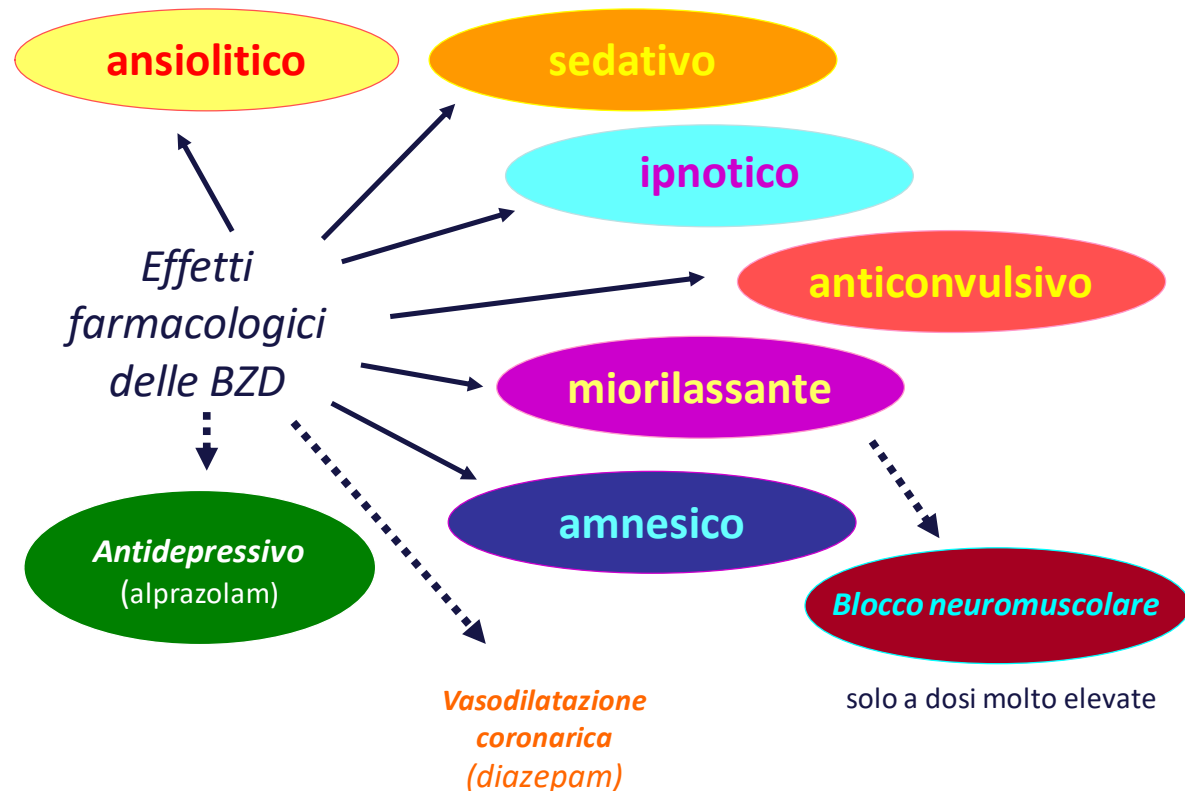 ansiolitico
sedativo
ipnotico
anticonvulsivo
Effetti
farmacologici
delle BZD
miorilassante
amnesico
Antidepressivo
(alprazolam)
Blocco neuromuscolare
solo a dosi molto elevate
Vasodilatazione
coronarica
(diazepam)